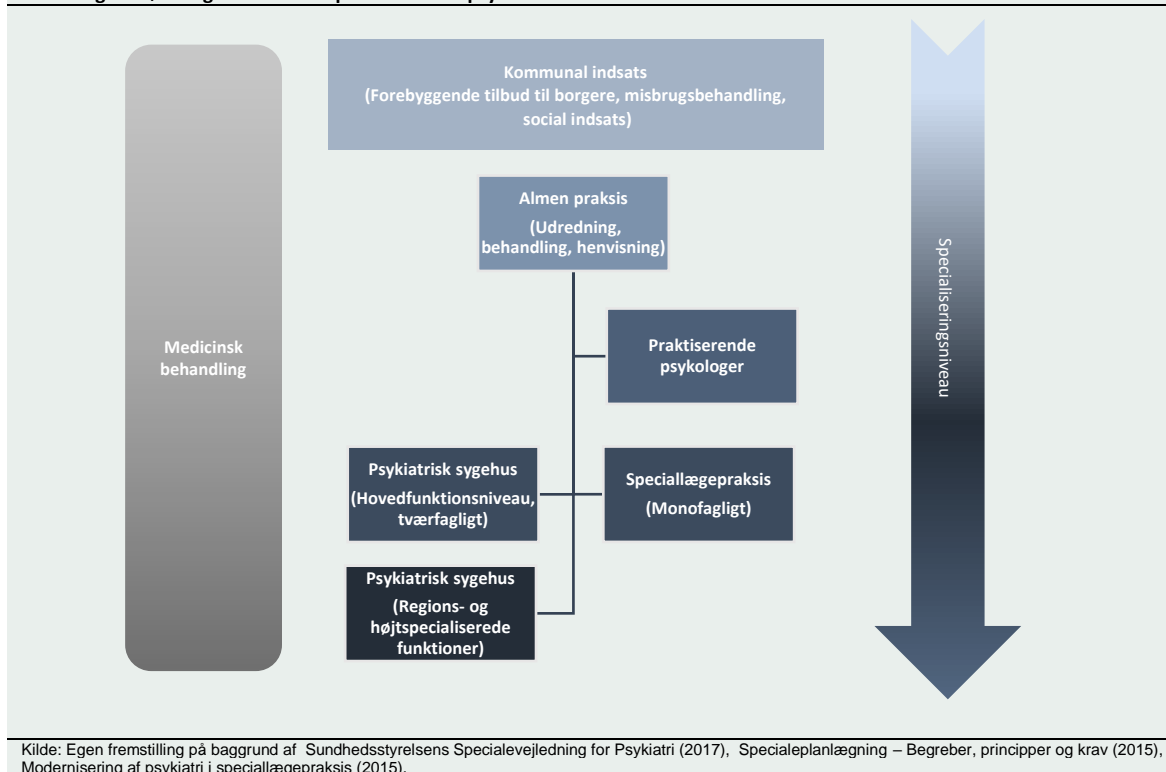 Medicinsk
behandling
Kommunal indsats
(Forebyggende tilbud til borgere, misbrugsbehandling,
social indsats)
Almen praksis
(Udredning,
behandling, henvisning)
Praktiserende
psykologer
Psykiatrisk sygehus
(Hovedfunktionsniveau,
tværfagligt)
Speciallægepraksis
(Monofagligt)
Psykiatrisk sygehus
(Regions- og
højtspecialiserede
funktioner)
Specialiseringsniveau
Kilde: Egen fremstilling på baggrund af Sundhedsstyrelsens Specialevejledning for Psykiatri (2017), Specialeplanlægning – Begreber, principper og krav (2015),
Modernisering af psykiatri i speciallægepraksis (2015).